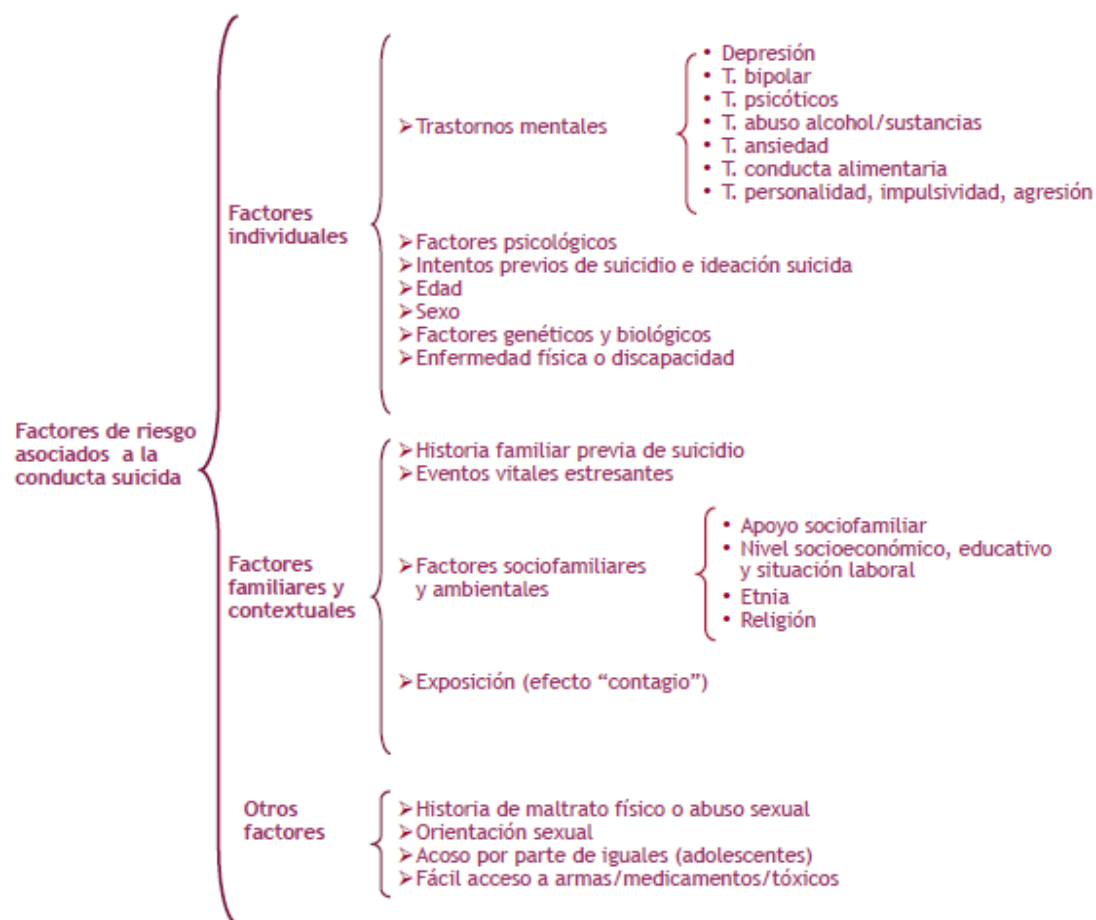 Factores de riesgo
asociados a la
conducta suicida
Factores
individuales
➢Trastornos mentales
• Depresión
• T. bipolar
• T. psicóticos
• T. abuso alcohol/sustancias
• T. ansiedad
• T. conducta alimentaria
• T. personalidad, impulsividad, agresión
➢Factores psicológicos
➢Intentos previos de suicidio e ideación suicida
➢Edad
➢Sexo
➢Factores genéticos y biológicos
➢Enfermedad física o discapacidad
Factores
familiares y
contextuales
➢Historia familiar previa de suicidio
➢Eventos vitales estresantes
➢Factores sociofamiliares
y ambientales
• Apoyo sociofamiliar
• Nivel socioeconómico, educativo
y situación laboral
• Etnia
• Religión
➢Exposición (efecto “contagio”)
Otros
factores
➢Historia de maltrato físico o abuso sexual
➢Orientación sexual
➢Acoso por parte de iguales (adolescentes)
➢Fácil acceso a armas/medicamentos/tóxicos